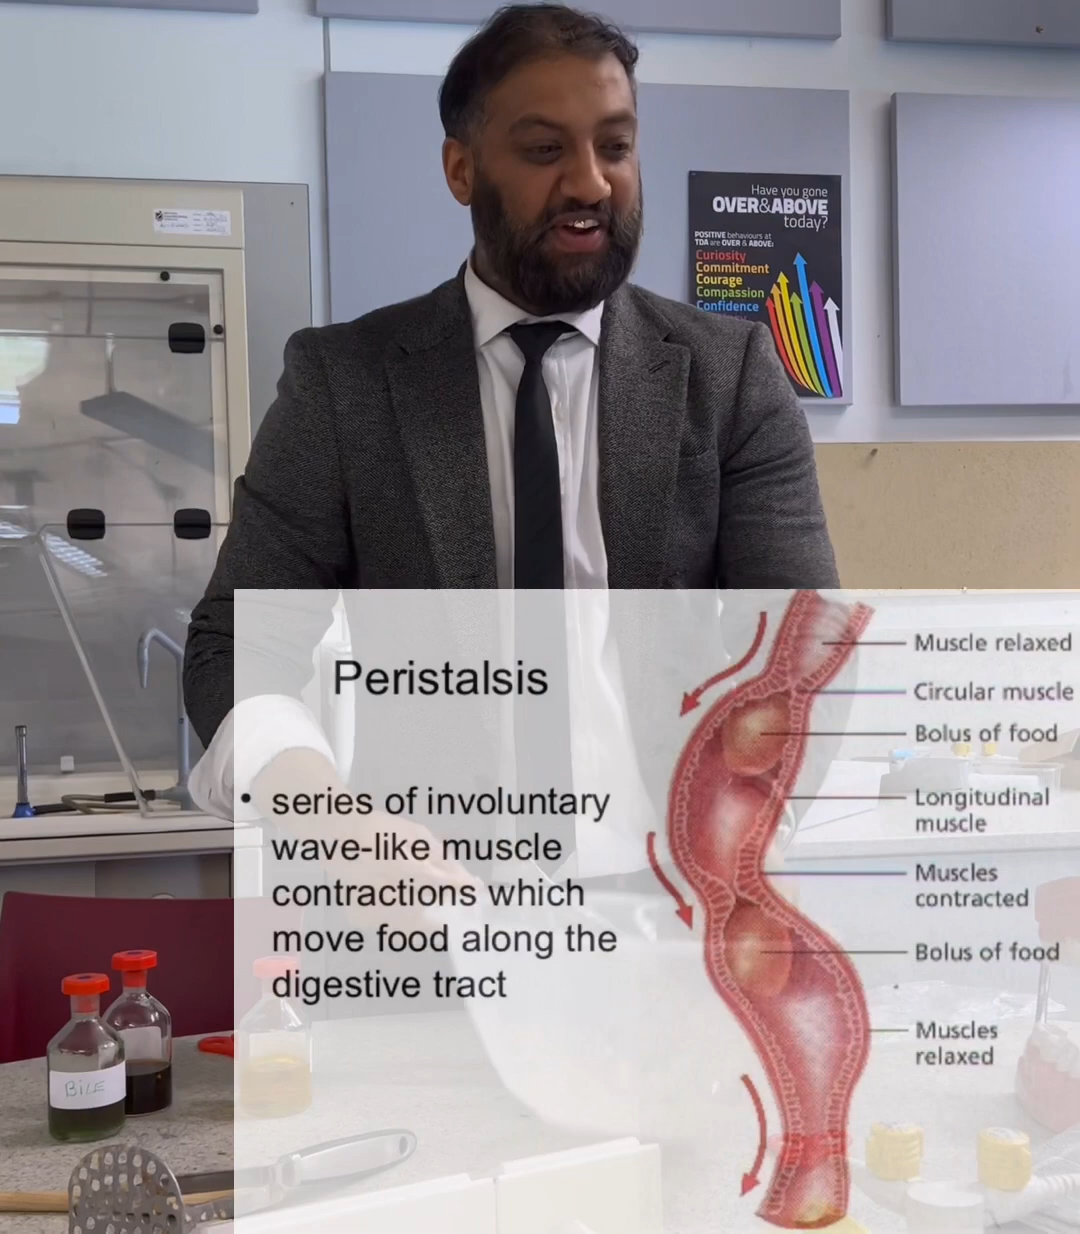 Have you gone
OVER&ABOVE
today?
POSITIVE behaviours at
TDA are OVER & ABOVE:
Curiosity
Commitment
Courage
Compassion
Confidence
Peristalsis
• series of involuntary
wave-like muscle
contractions which
move food along the
digestive tract
Muscle relaxed
Circular muscle
Bolus of food
Longitudinal
muscle
Muscles
contracted
Bolus of food
Muscles
relaxed
BiLE